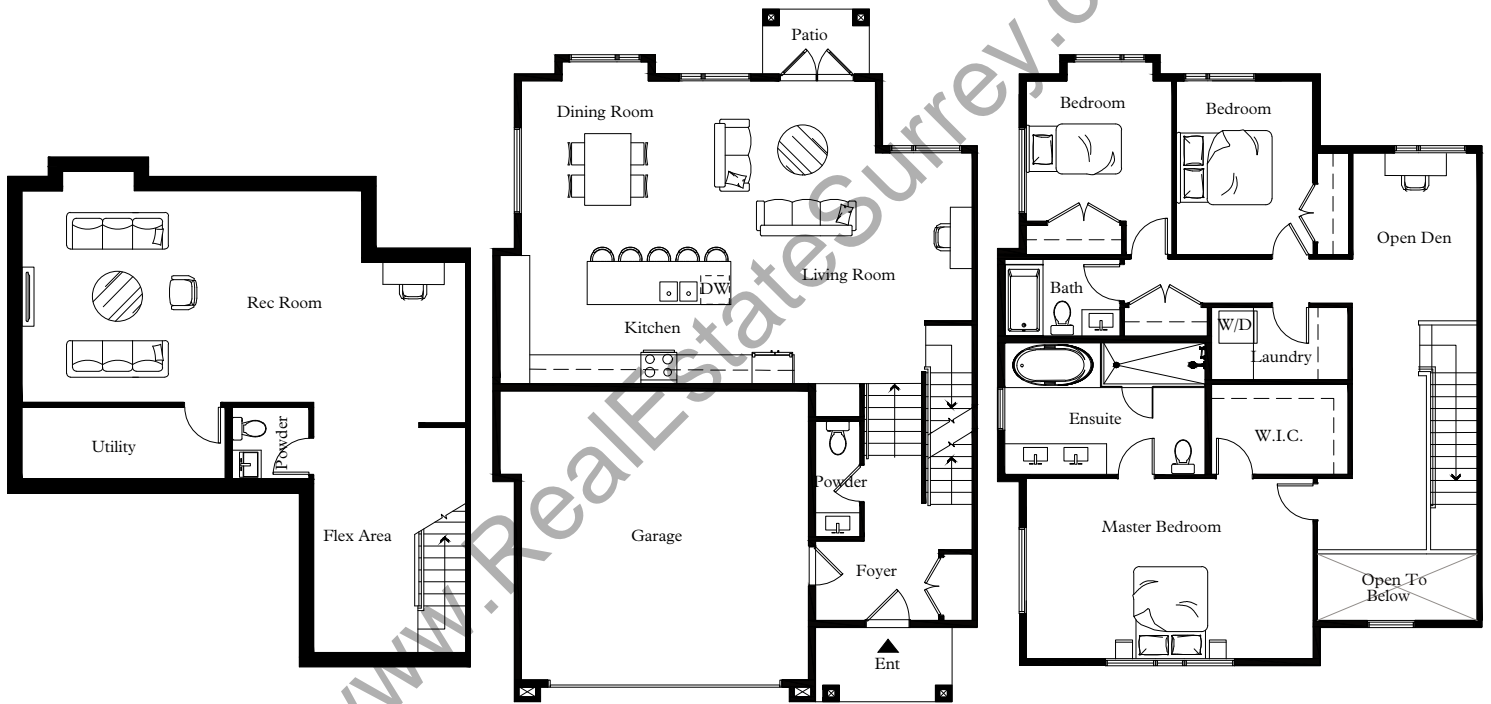 Rec Room
Utility
Powder
Flex Area
Patio
Dining Room
Living Room
DW
Kitchen
Powder
Garage
Foyer
Ent
Bedroom
Bedroom
Open Den
Bath
W/D
Laundry
Ensuite
W.I.C.
Master Bedroom
Open To
Below
www.RealEstateSurrey.c